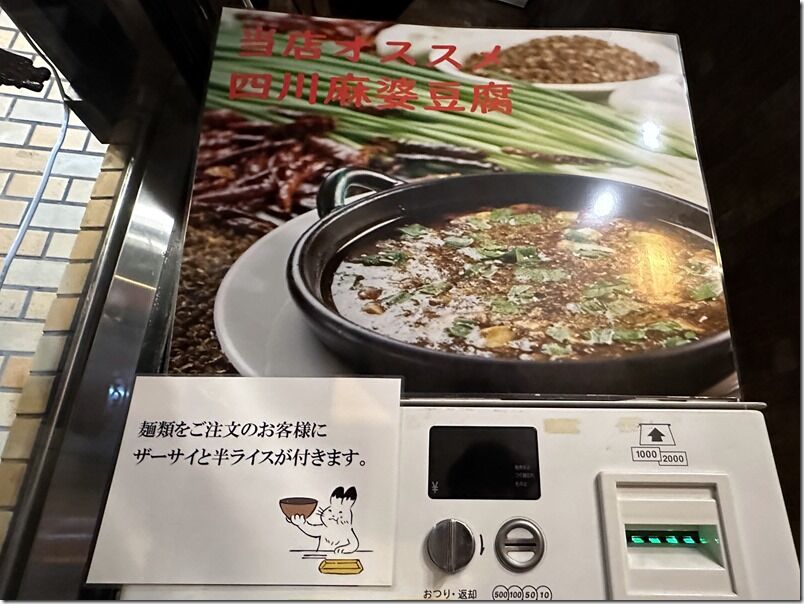 当店オススメ
四川麻婆豆腐
麺類をご注文のお客様に
ザーサイと半ライスが付きます。
1000
2000
¥
おつり・返却
500 100 50 10